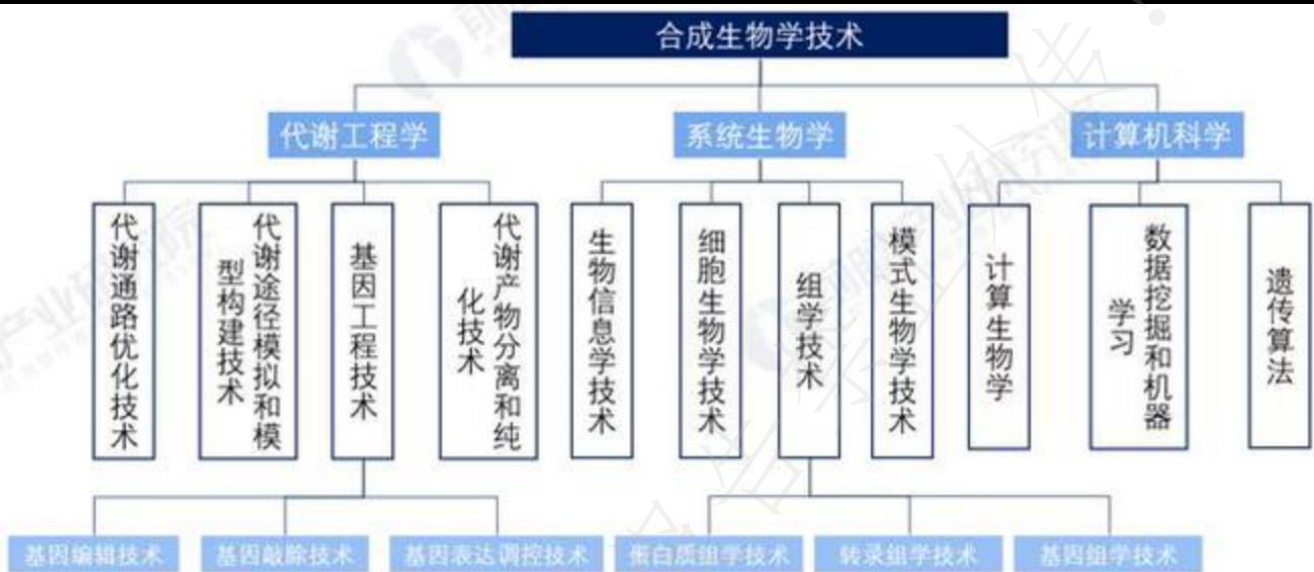 合成生物学技术
代谢工程学
系统生物学
计算机科学
代谢通路优化技术
代谢途径模拟和模
型构建技术
基因工程技术
代谢产物分离和纯
化技术
生物信息学技术
细胞生物学技术
组学技术
模式生物学技术
计算生物学
数据挖掘和机器
学习
遗传算法
基因编辑技术
基因敲除技术
基因表达调控技术
蛋白质组学技术
转录组学技术
基因组学技术